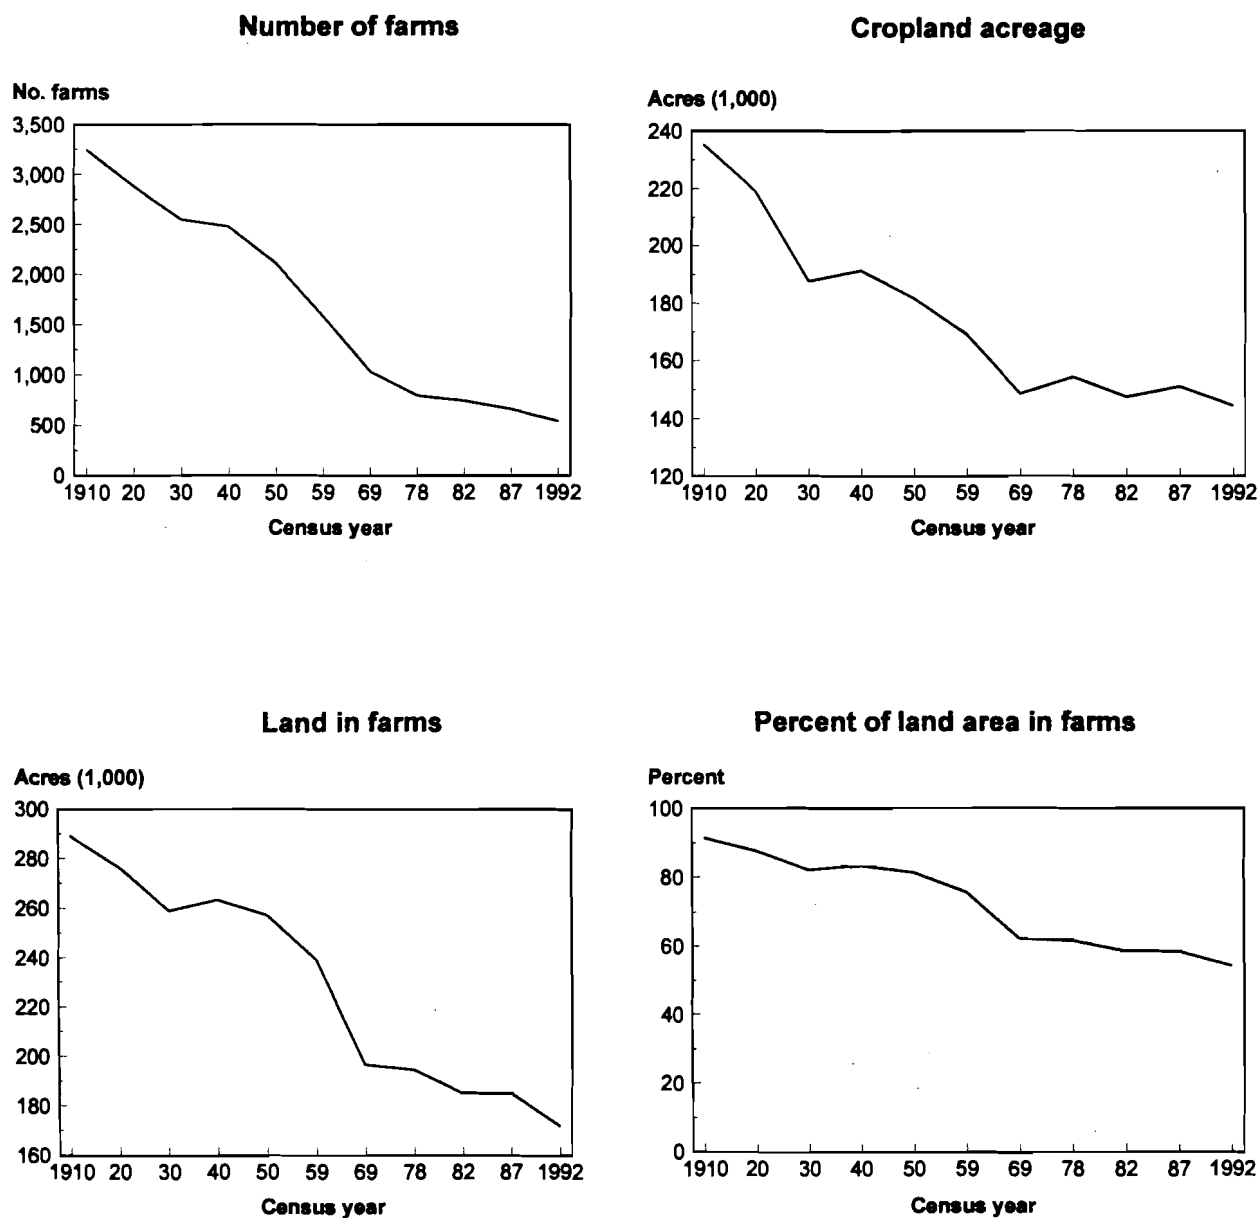 Number of farms
No. farms
3,500
3,000
2,500
2,000
1,500
1,000
500
0
1910 20 30 40 50 59 69 78 82 87 1992
Census year
Cropland acreage
Acres (1,000)
240
220
200
180
160
140
120
1910 20 30 40 50 59 69 78 82 87 1992
Census year
Land in farms
Acres (1,000)
300
280
260
240
220
200
180
160
1910 20 30 40 50 59 69 78 82 87 1992
Census year
Percent of land area in farms
Percent
100
80
60
40
20
0
1910 20 30 40 50 59 69 78 82 87 1992
Census year